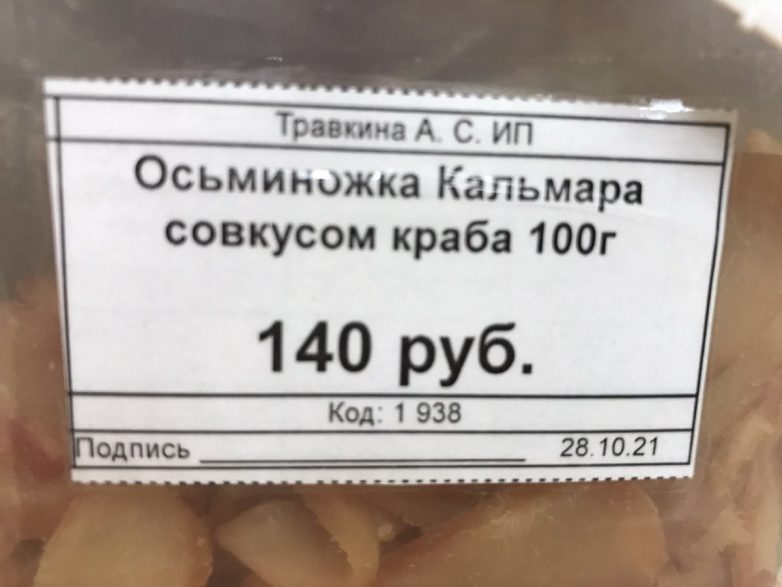 Травкина А. С. ИП
Осьминожка Кальмара
совкусом краба 100г
140 руб.
Код: 1 938
Подпись 28.10.21